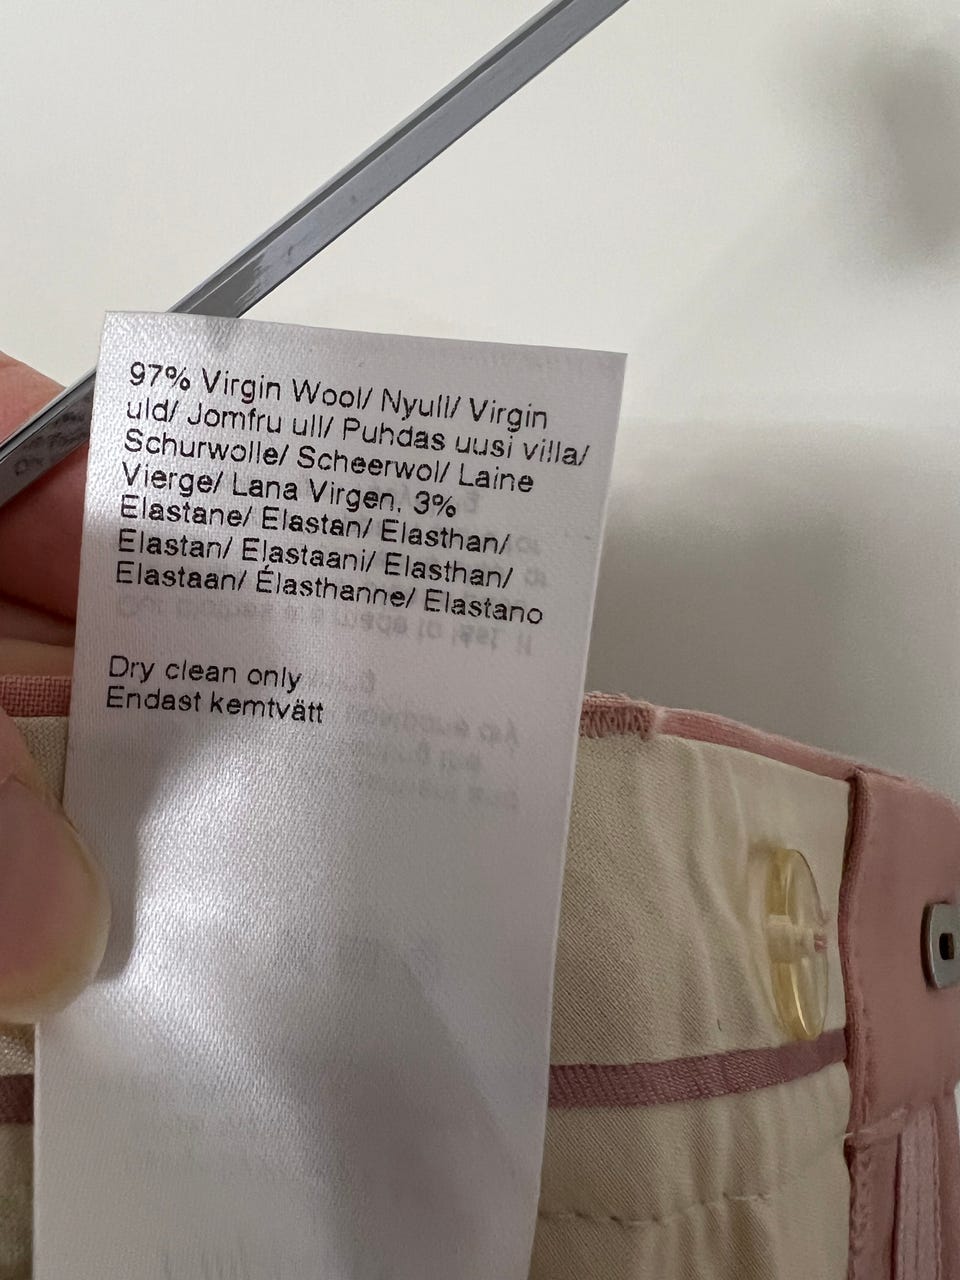 97% Virgin Wool/ Nyull/ Virgin
uld/ Jomfru ull/ Puhdas uusi villa/
Schurwolle/ Scheerwol/ Laine
Vierge/ Lana Virgen, 3%
Elastane/ Elastan/ Elasthan/
Elastan/ Elastaani/ Elasthan/
Elastaan/ Élasthanne/ Elastano
Dry clean only
Endast kemtvätt